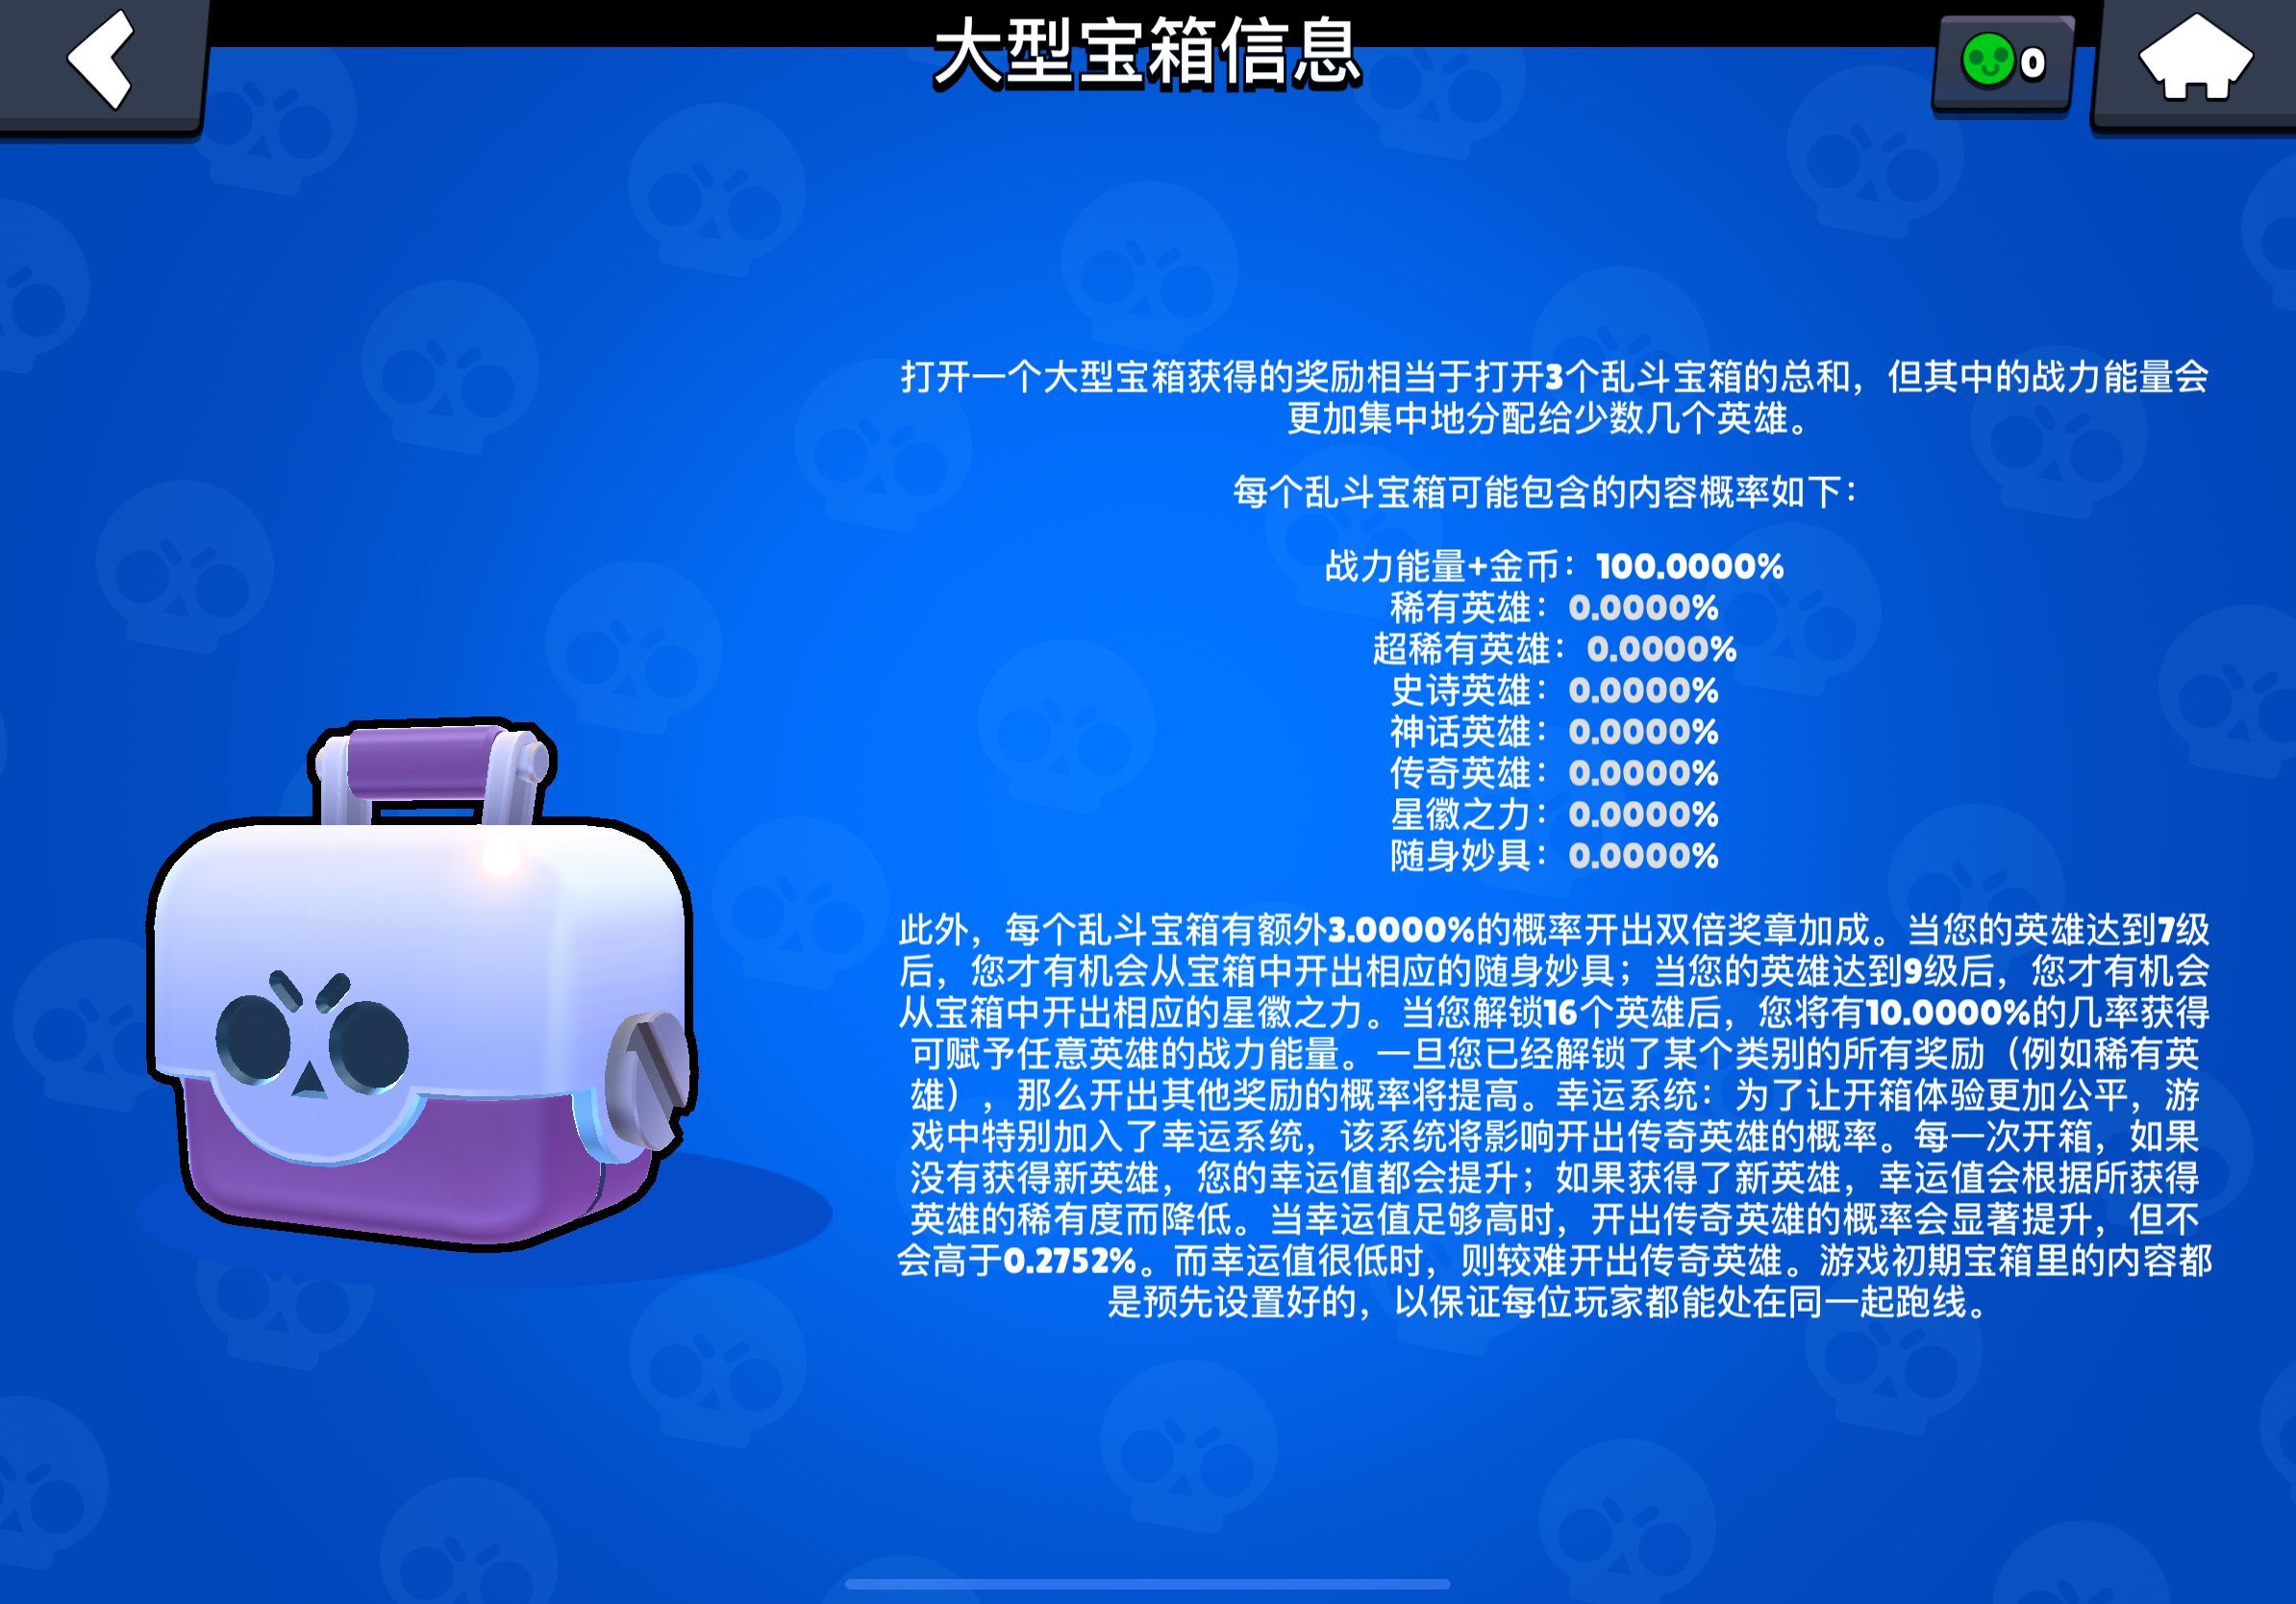 大型宝箱信息
0
打开一个大型宝箱获得的奖励相当于打开3个乱斗宝箱的总和，但其中的战力能量会
更加集中地分配给少数几个英雄。
每个乱斗宝箱可能包含的内容概率如下：
战力能量+金币：100.0000%
稀有英雄：0.0000%
超稀有英雄：0.0000%
史诗英雄：0.0000%
神话英雄：0.0000%
传奇英雄：0.0000%
星徽之力：0.0000%
随身妙具：0.0000%
此外，每个乱斗宝箱有额外3.0000%的概率开出双倍奖章加成。当您的英雄达到7级
后，您才有机会从宝箱中开出相应的随身妙具；当您的英雄达到9级后，您才有机会
从宝箱中开出相应的星徽之力。当您解锁16个英雄后，您将有10.0000%的几率获得
可赋予任意英雄的战力能量。一旦您已经解锁了某个类别的所有奖励（例如稀有英
雄），那么开出其他奖励的概率将提高。幸运系统：为了让开箱体验更加公平，游
戏中特别加入了幸运系统，该系统将影响开出传奇英雄的概率。每一次开箱，如果
没有获得新英雄，您的幸运值都会提升；如果获得了新英雄，幸运值会根据所获得
英雄的稀有度而降低。当幸运值足够高时，开出传奇英雄的概率会显著提升，但不
会高于0.2752%。而幸运值很低时，则较难开出传奇英雄。游戏初期宝箱里的内容都
是预先设置好的，以保证每位玩家都能处在同一起跑线。